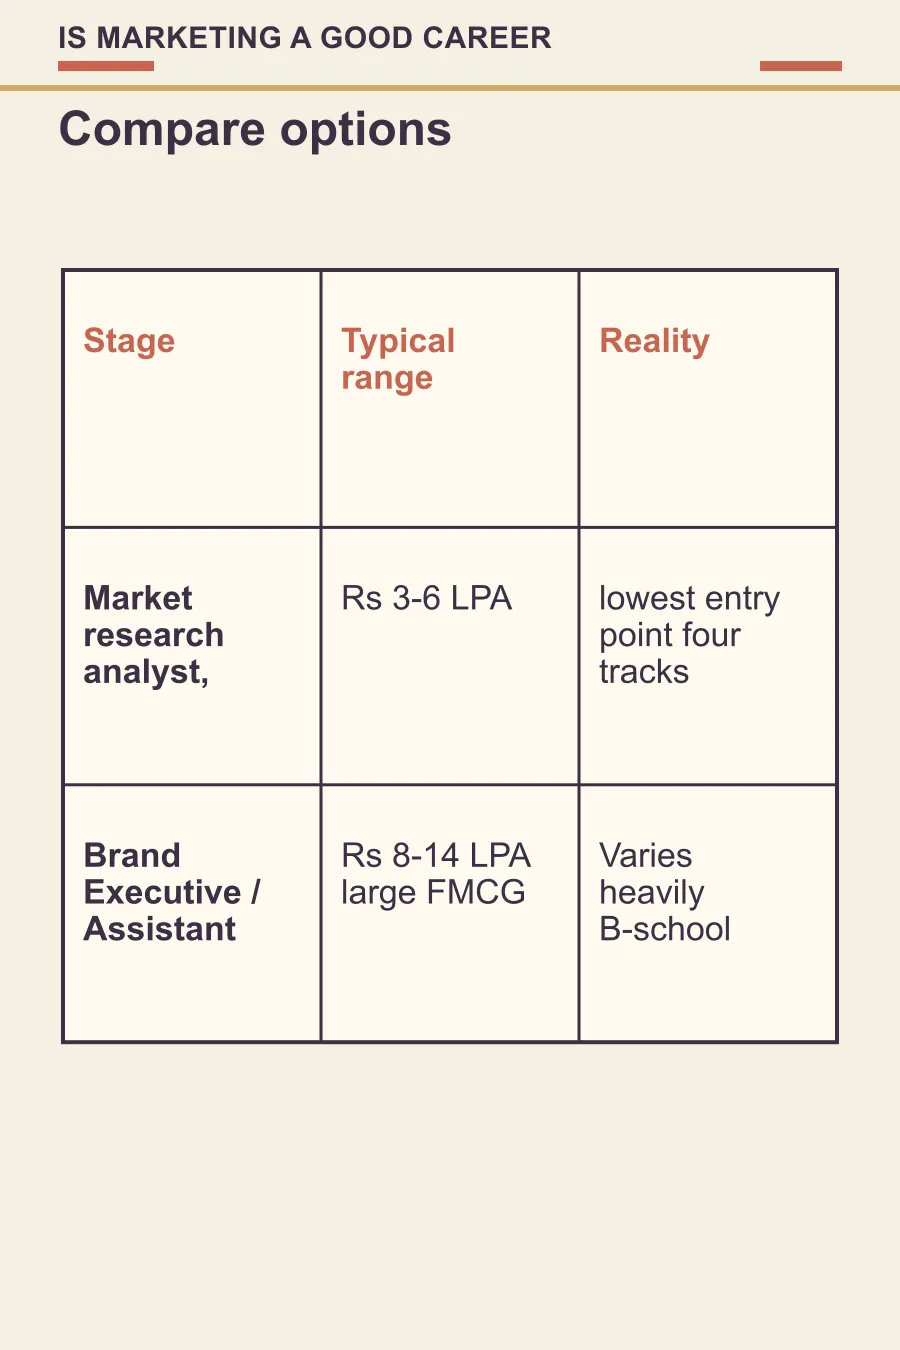 IS MARKETING A GOOD CAREER
Compare options
Stage
Typical
range
Reality
Market
research
analyst,
Rs 3-6 LPA
lowest entry
point four
tracks
Brand
Executive /
Assistant
Rs 8-14 LPA
large FMCG
Varies
heavily
B-school